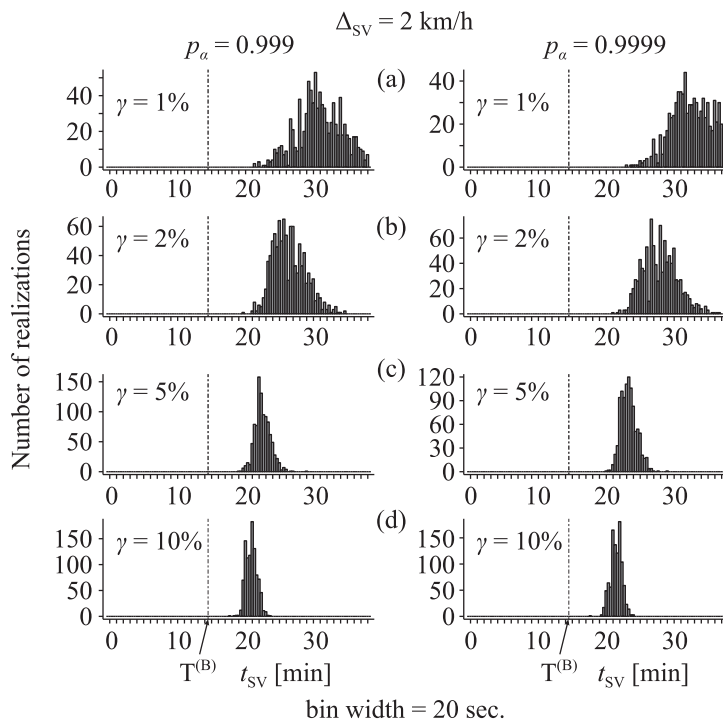 Δ_SV = 2 km/h
p_α = 0.999
p_α = 0.9999
(a)
γ = 1%
40
20
0
0 10 20 30
γ = 1%
40
20
0
0 10 20 30
(b)
γ = 2%
60
40
20
0
0 10 20 30
γ = 2%
80
60
40
20
0
0 10 20 30
(c)
γ = 5%
150
100
50
0
0 10 20 30
γ = 5%
120
90
60
30
0
0 10 20 30
(d)
γ = 10%
150
100
50
0
0 10 20 30
γ = 10%
150
100
50
0
0 10 20 30
Number of realizations
T^(B) t_SV [min]
T^(B) t_SV [min]
bin width = 20 sec.